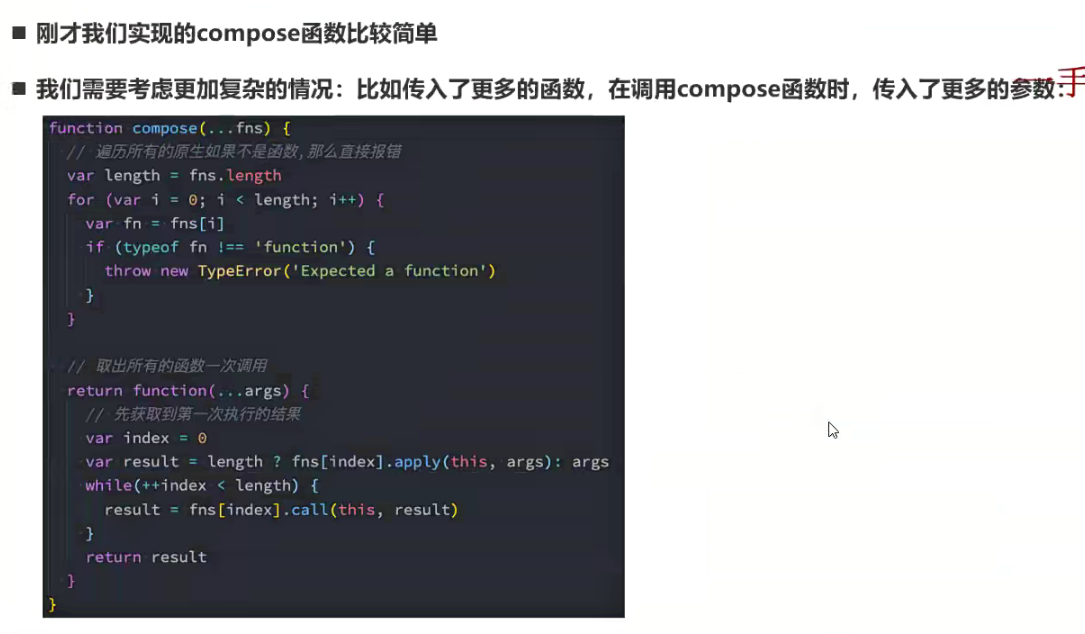 ■ 刚才我们实现的compose函数比较简单
■ 我们需要考虑更加复杂的情况：比如传入了更多的函数，在调用compose函数时，传入了更多的参数：
function compose(...fns) {
  // 遍历所有的原生如果不是函数,那么直接报错
  var length = fns.length
  for (var i = 0; i < length; i++) {
    var fn = fns[i]
    if (typeof fn !== 'function') {
      throw new TypeError('Expected a function')
    }
  }
  // 取出所有的函数一次调用
  return function(...args) {
    // 先获取到第一次执行的结果
    var index = 0
    var result = length ? fns[index].apply(this, args): args
    while(++index < length) {
      result = fns[index].call(this, result)
    }
    return result
  }
}